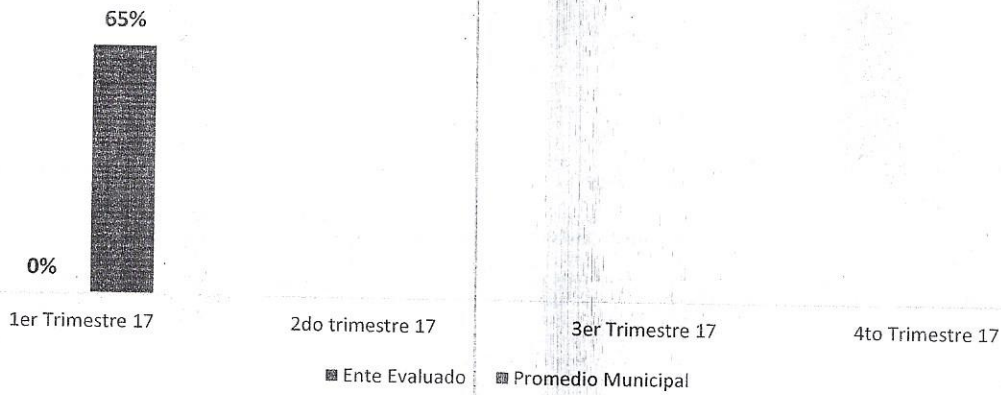 65%
0%
1er Trimestre 17 2do trimestre 17 3er Trimestre 17 4to Trimestre 17
Ente Evaluado Promedio Municipal